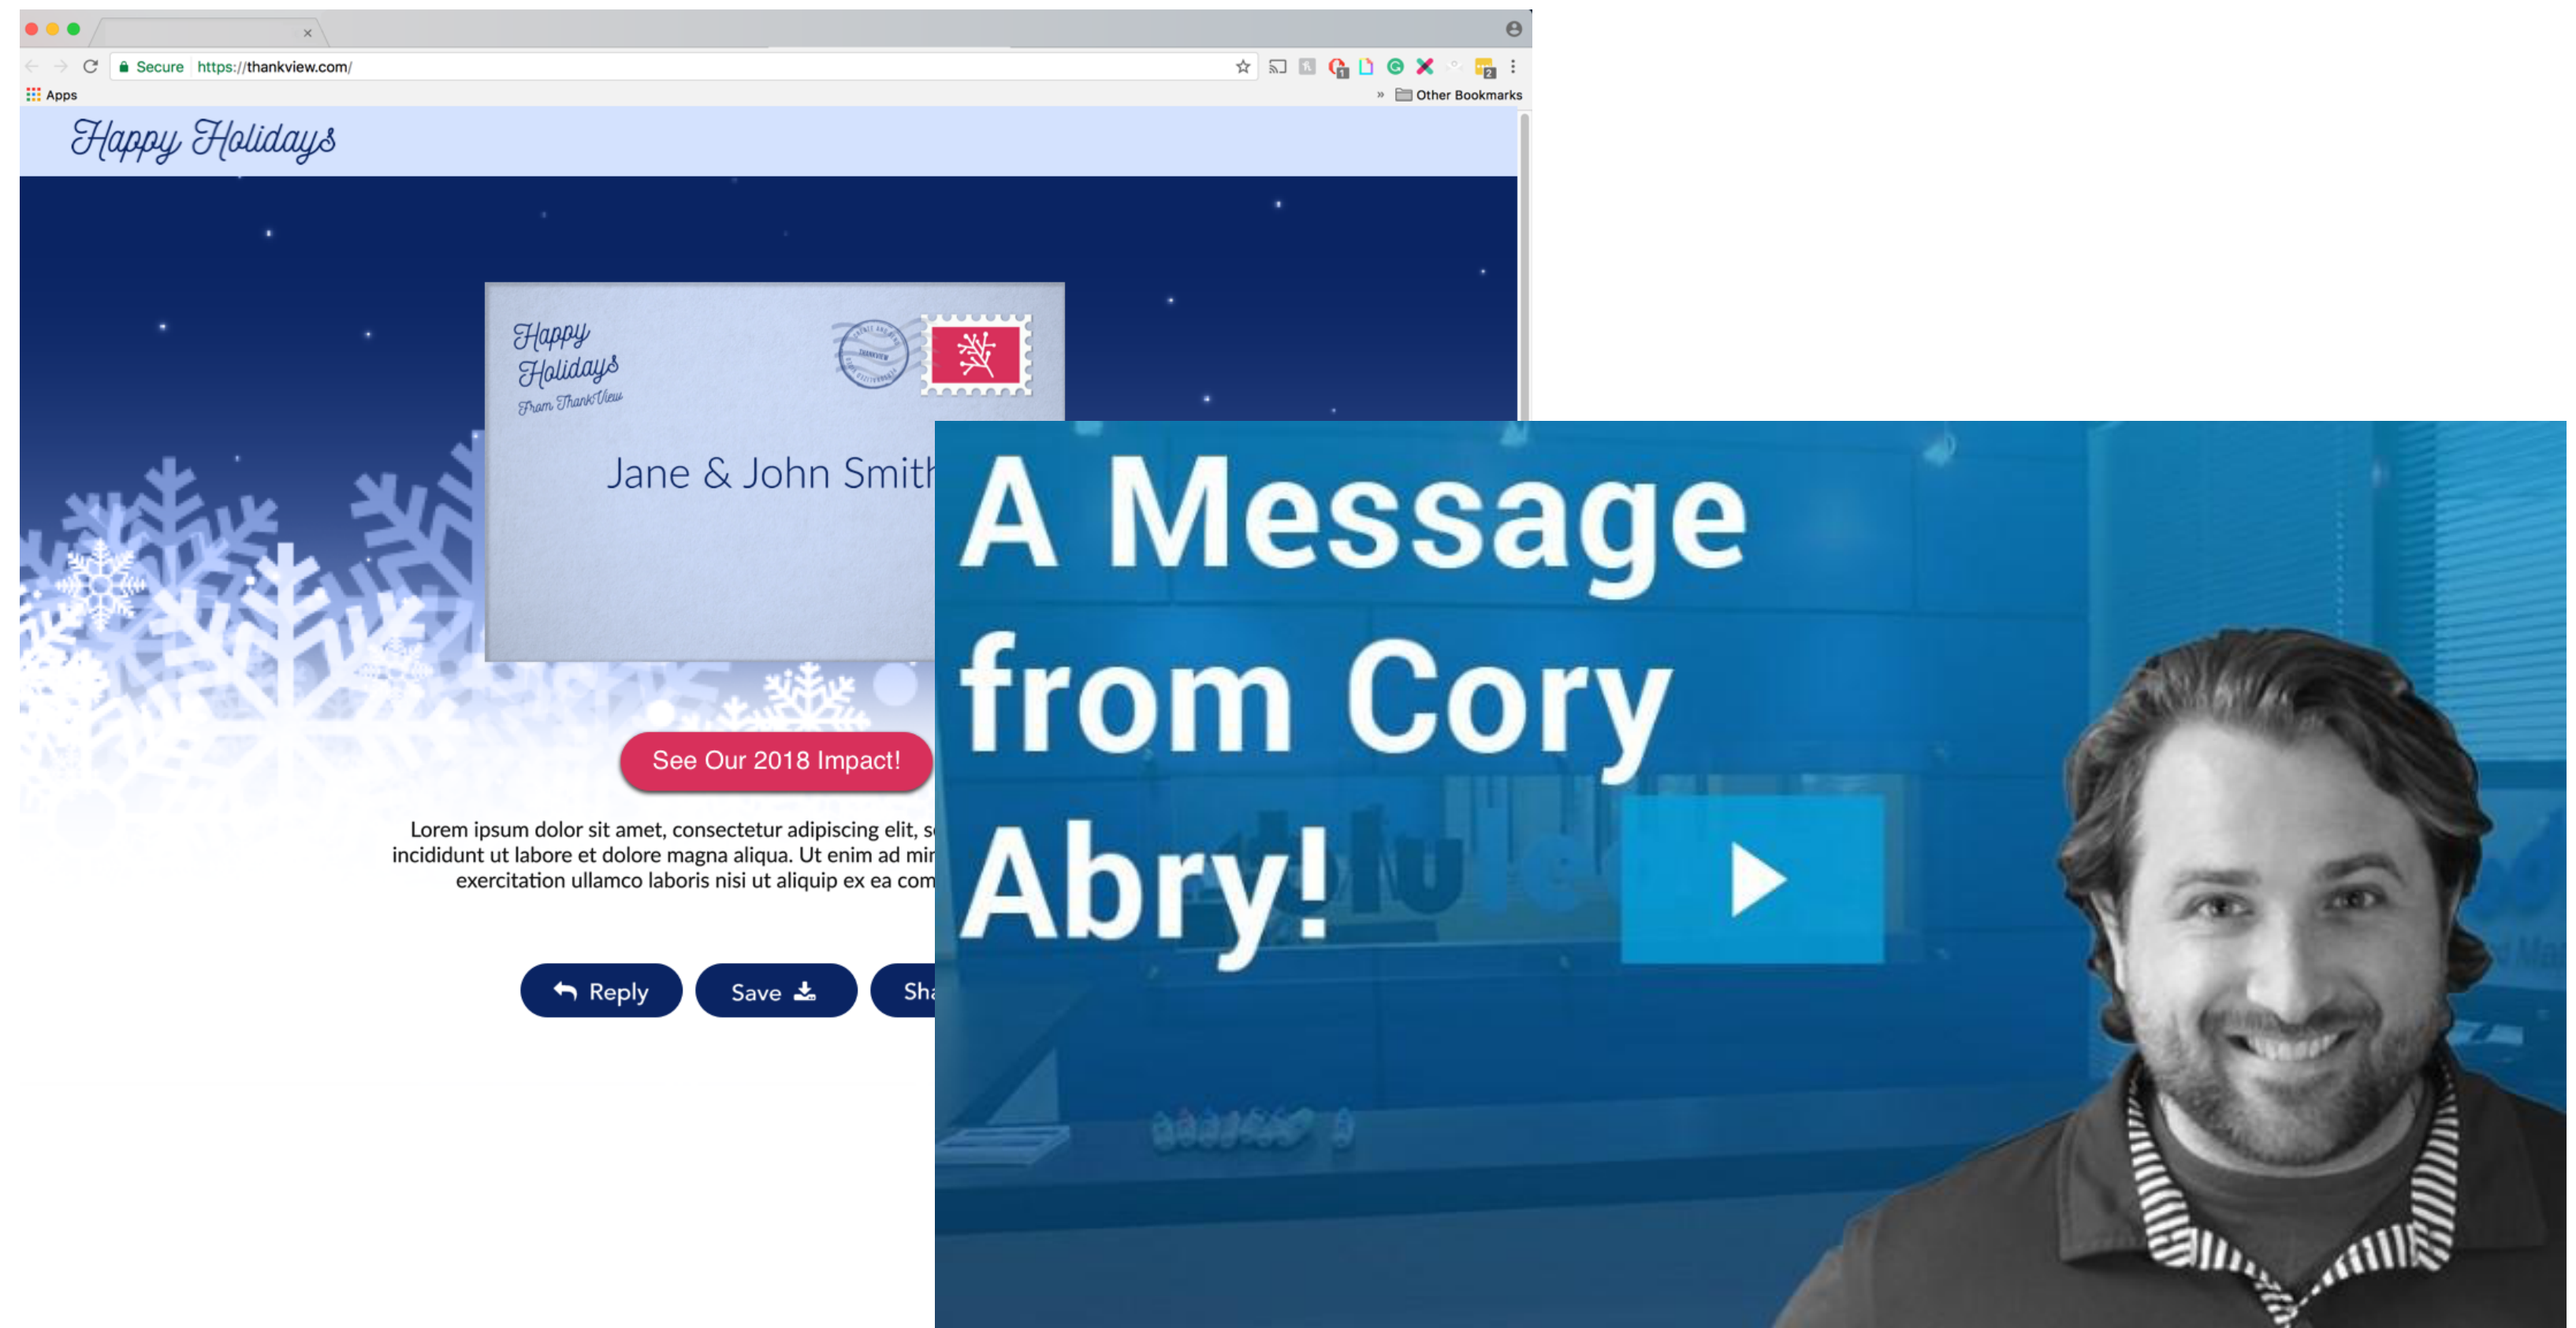 Secure https://thankview.com/
Apps
Other Bookmarks
Happy Holidays
Happy
Holidays
From ThankView
THANKVIEW
Jane & John Smith
See Our 2018 Impact!
Lorem ipsum dolor sit amet, consectetur adipiscing elit, s
incididunt ut labore et dolore magna aliqua. Ut enim ad mi
exercitation ullamco laboris nisi ut aliquip ex ea com
Reply
Save
Sha
A Message
from Cory
Abry!